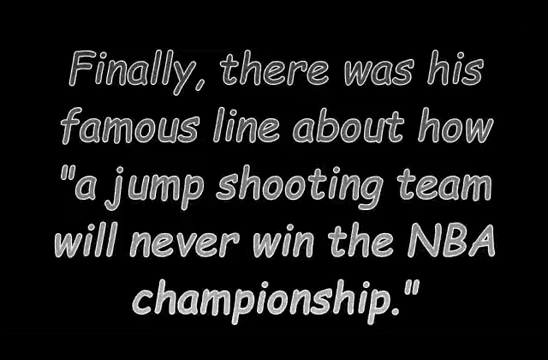 Finally, there was his
famous line about how
"a jump shooting team
will never win the NBA
championship."